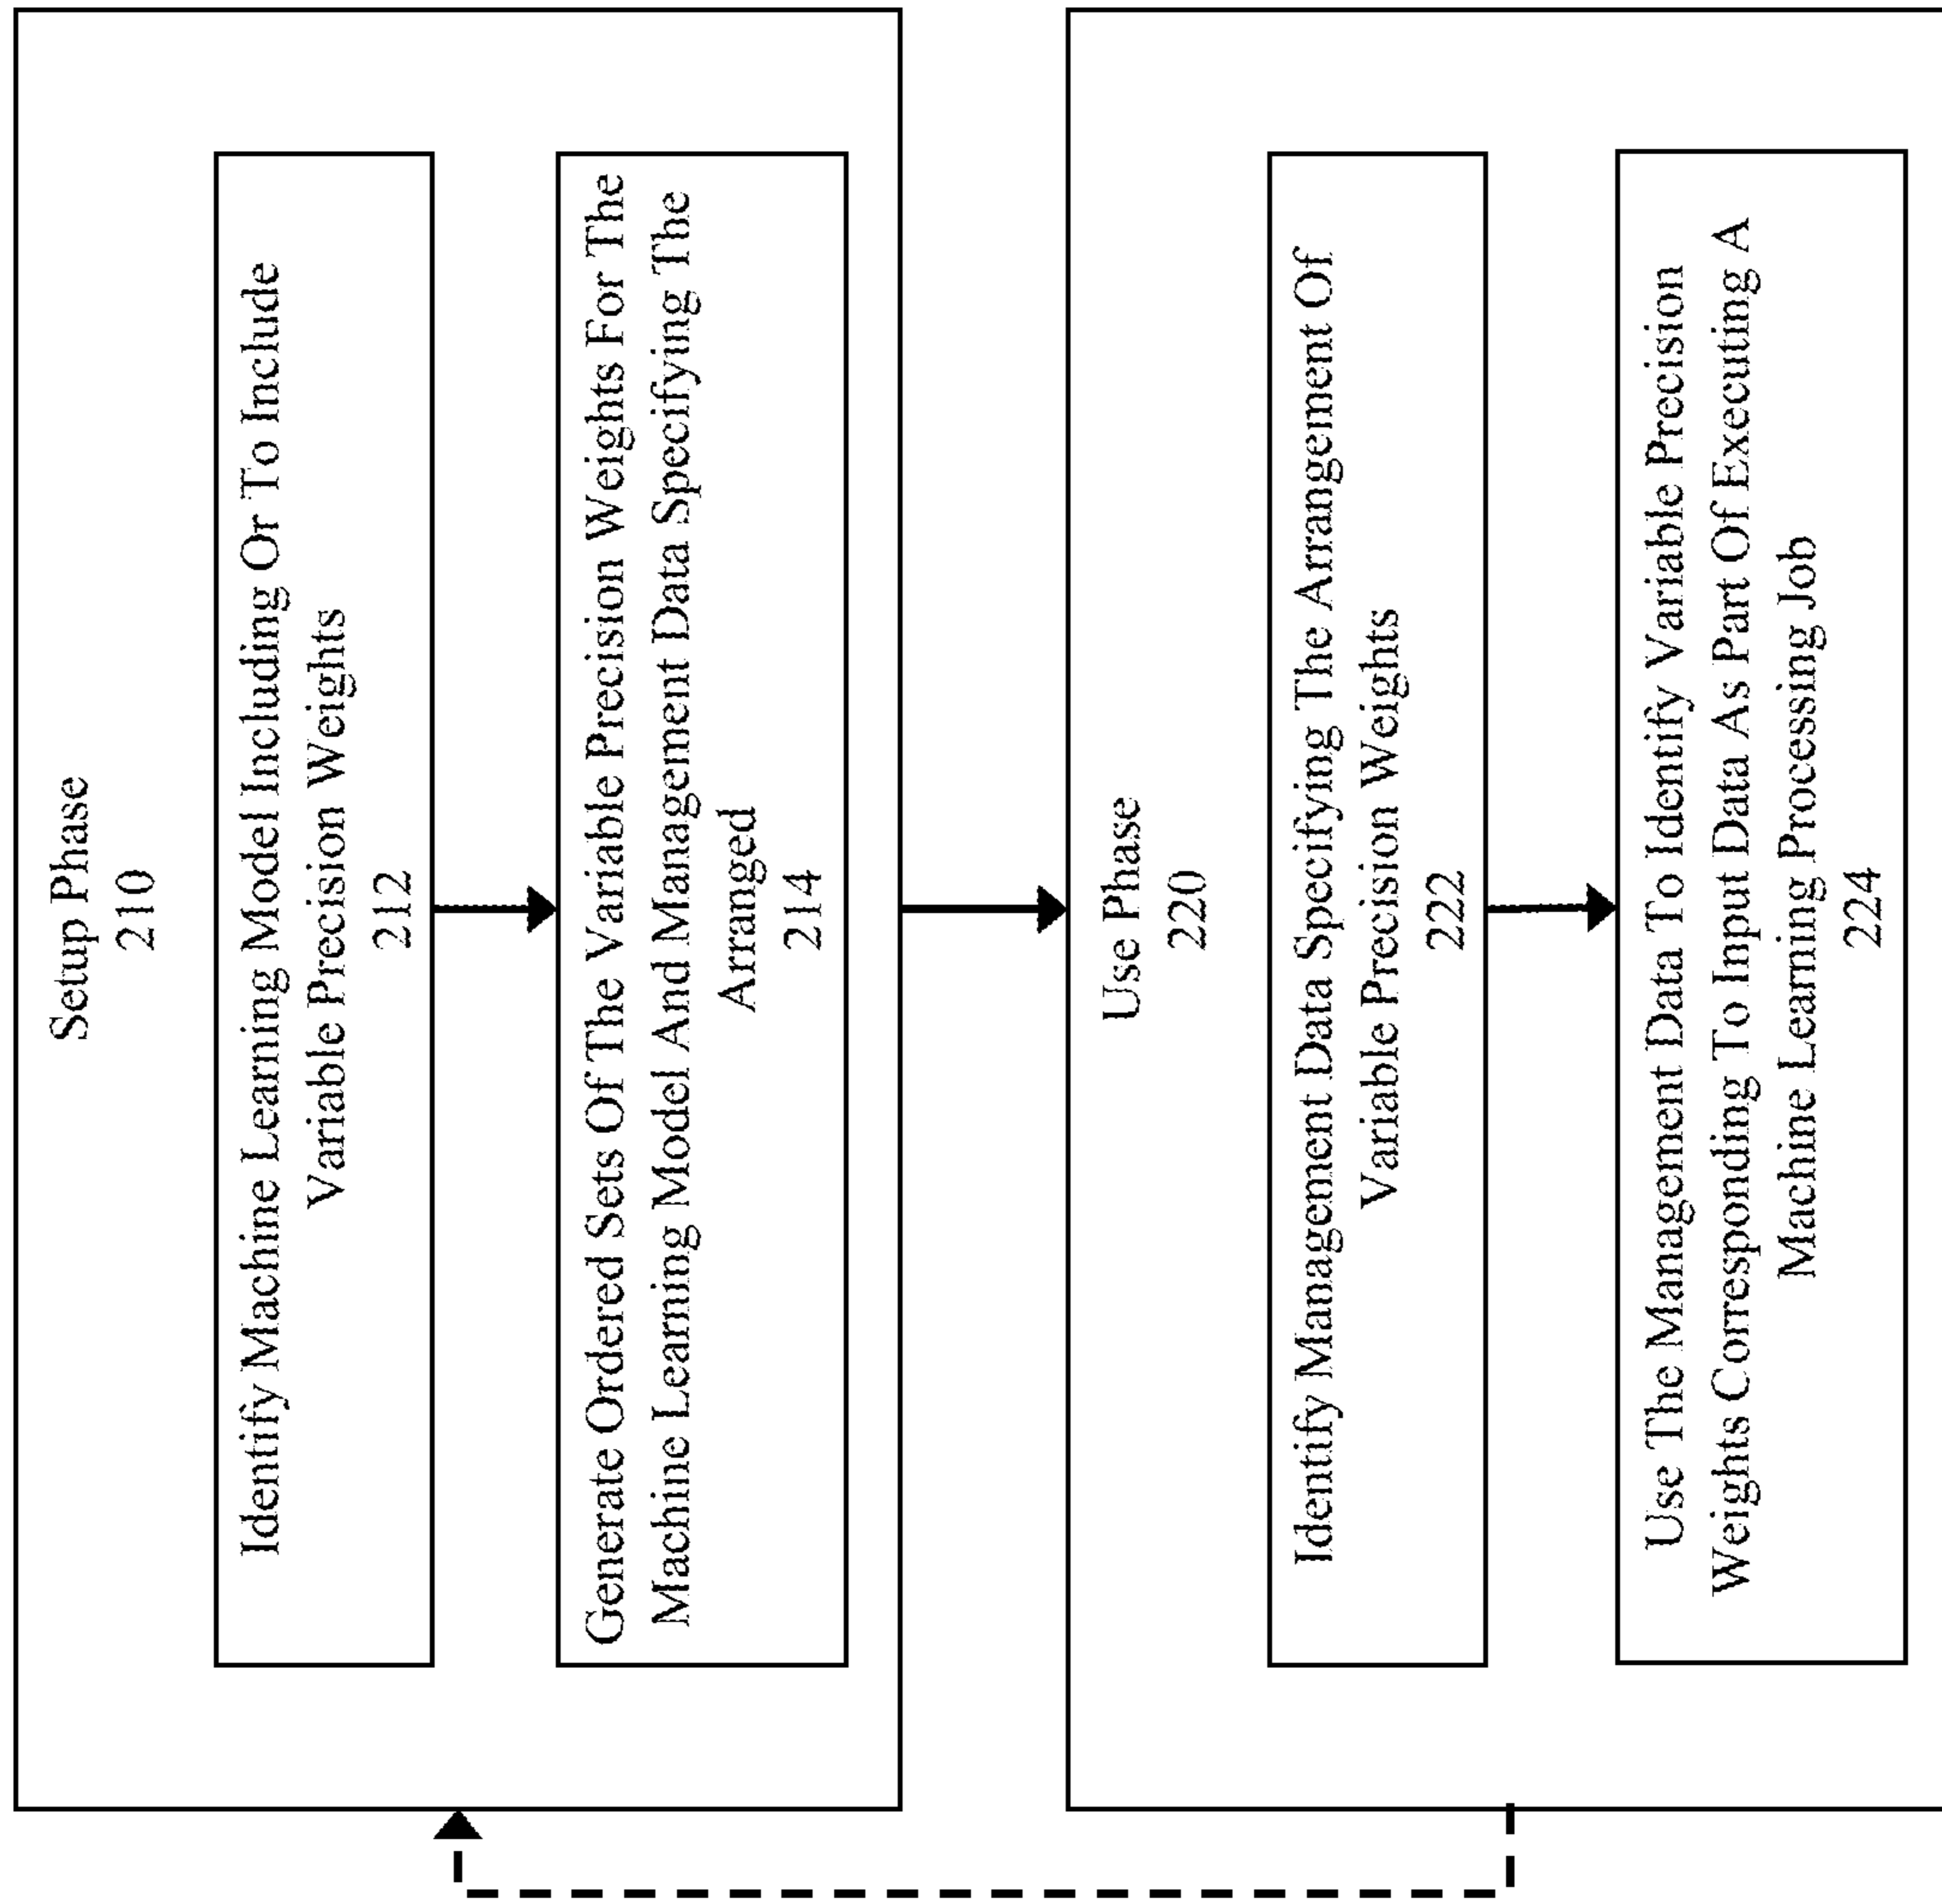 Setup Phase
210
Identify Machine Learning Model Including Or To Include
Variable Precision Weights
212
Generate Ordered Sets Of The Variable Precision Weights For The
Machine Learning Model And Management Data Specifying The
Arranged
214
Use Phase
220
Identify Management Data Specifying The Arrangement Of
Variable Precision Weights
222
Use The Management Data To Identify Variable Precision
Weights Corresponding To Input Data As Part Of Executing A
Machine Learning Processing Job
224